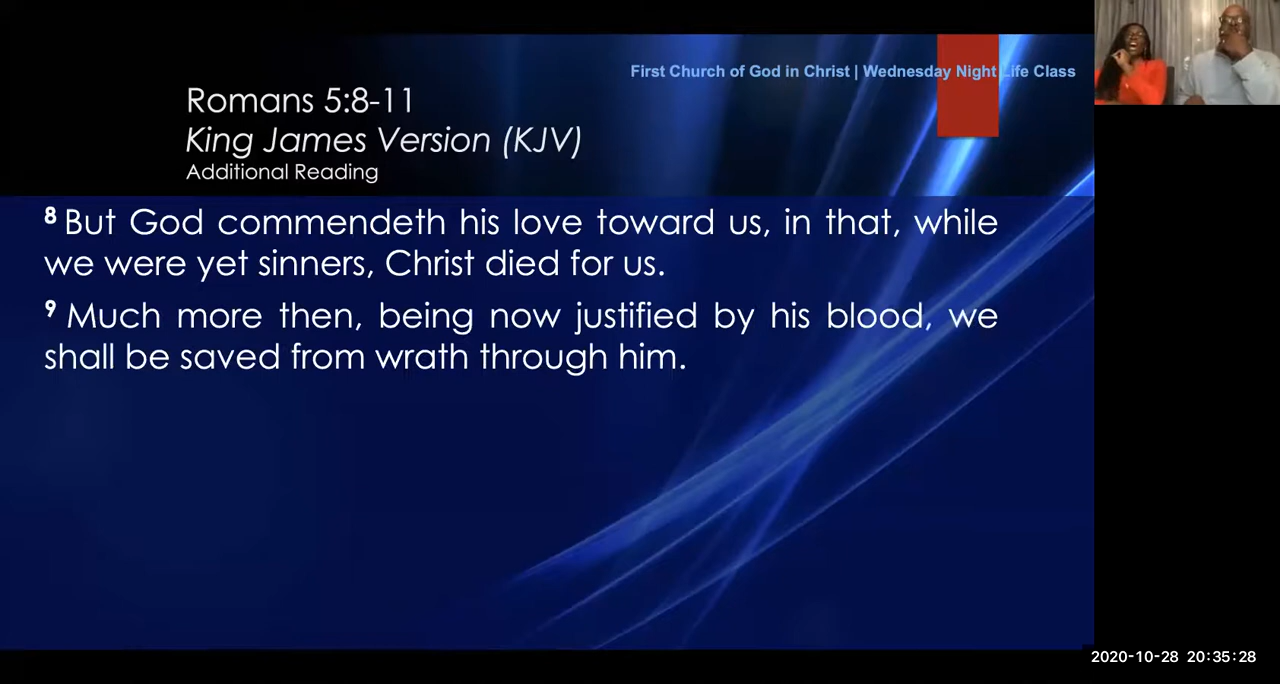 First Church of God in Christ | Wednesday Night Life Class
Romans 5:8-11
King James Version (KJV)
Additional Reading
8 But God commendeth his love toward us, in that, while
we were yet sinners, Christ died for us.
9 Much more then, being now justified by his blood, we
shall be saved from wrath through him.
2020-10-28 20:35:28